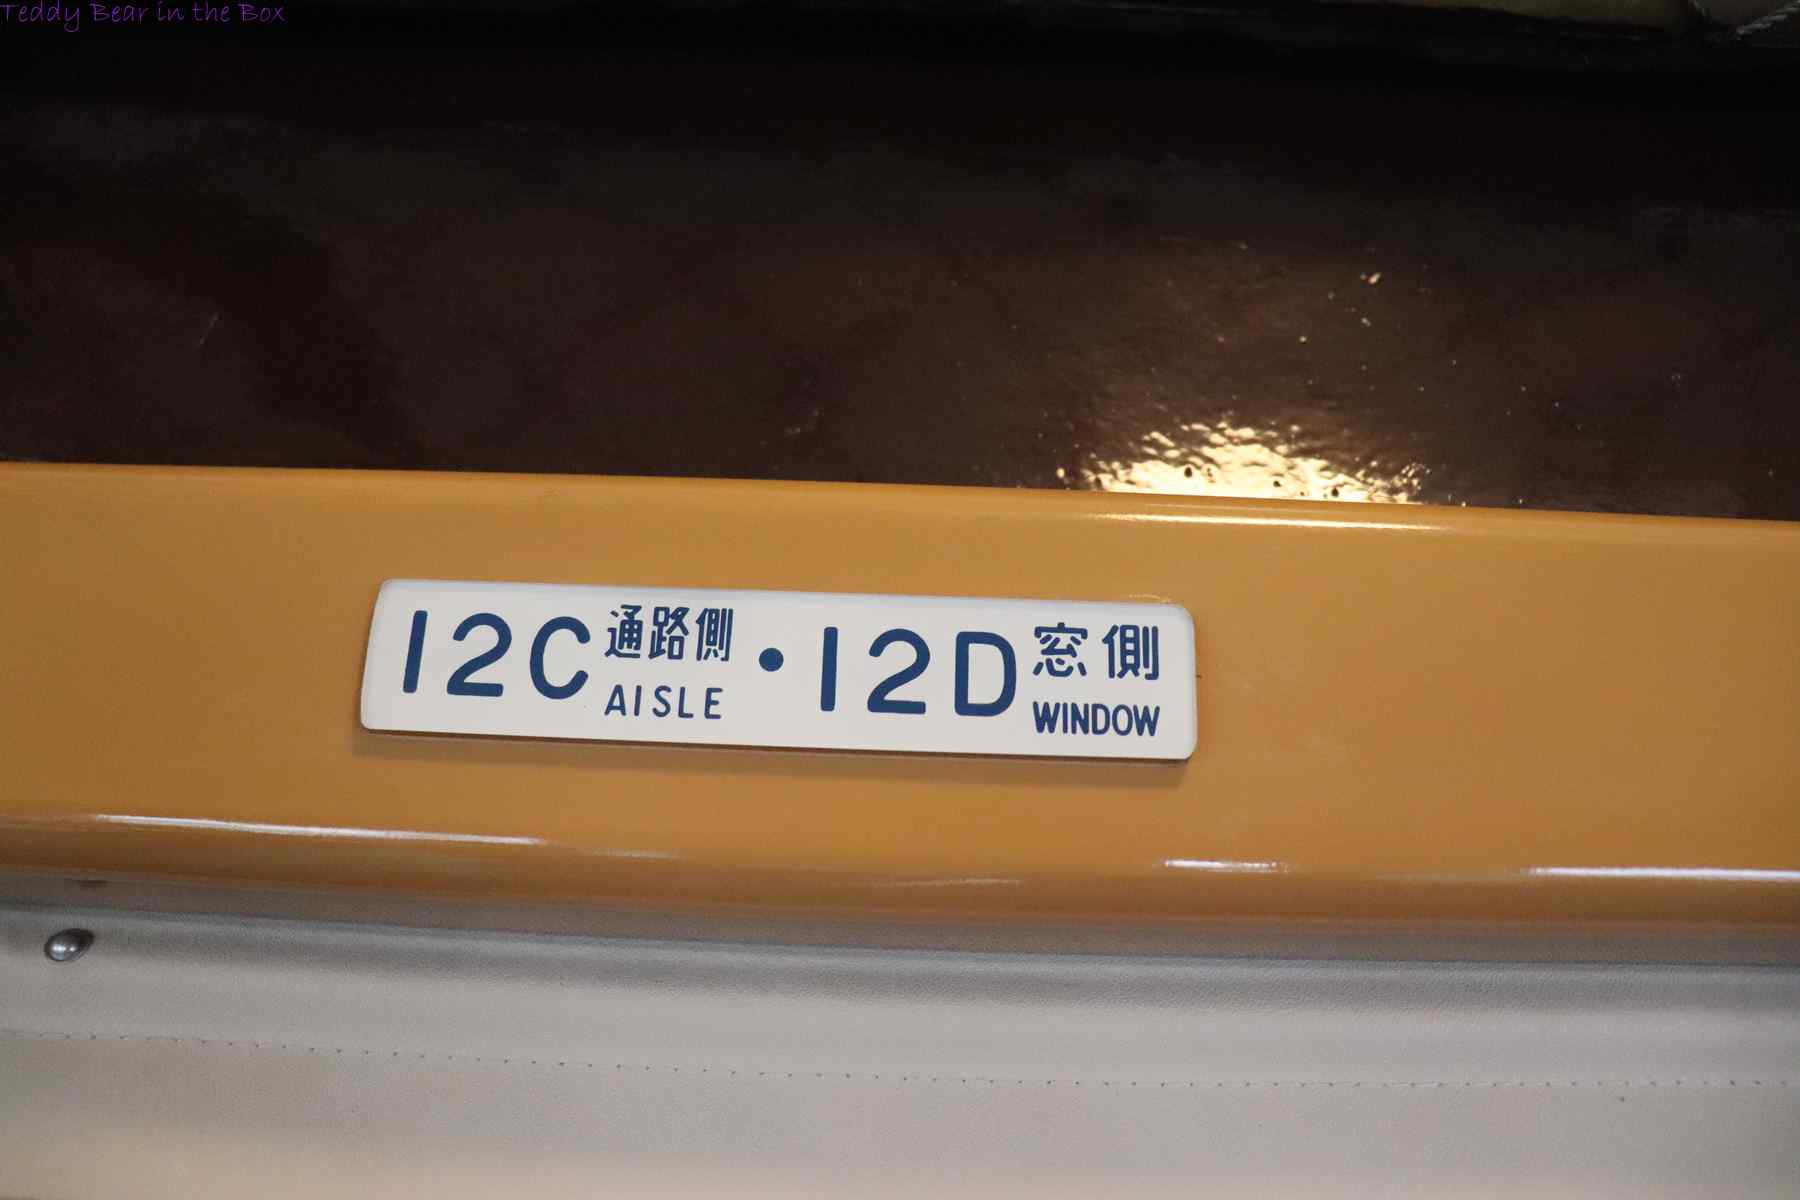 Teddy Bear in the Box
12C 通路側 AISLE ・ 12D 窓側 WINDOW